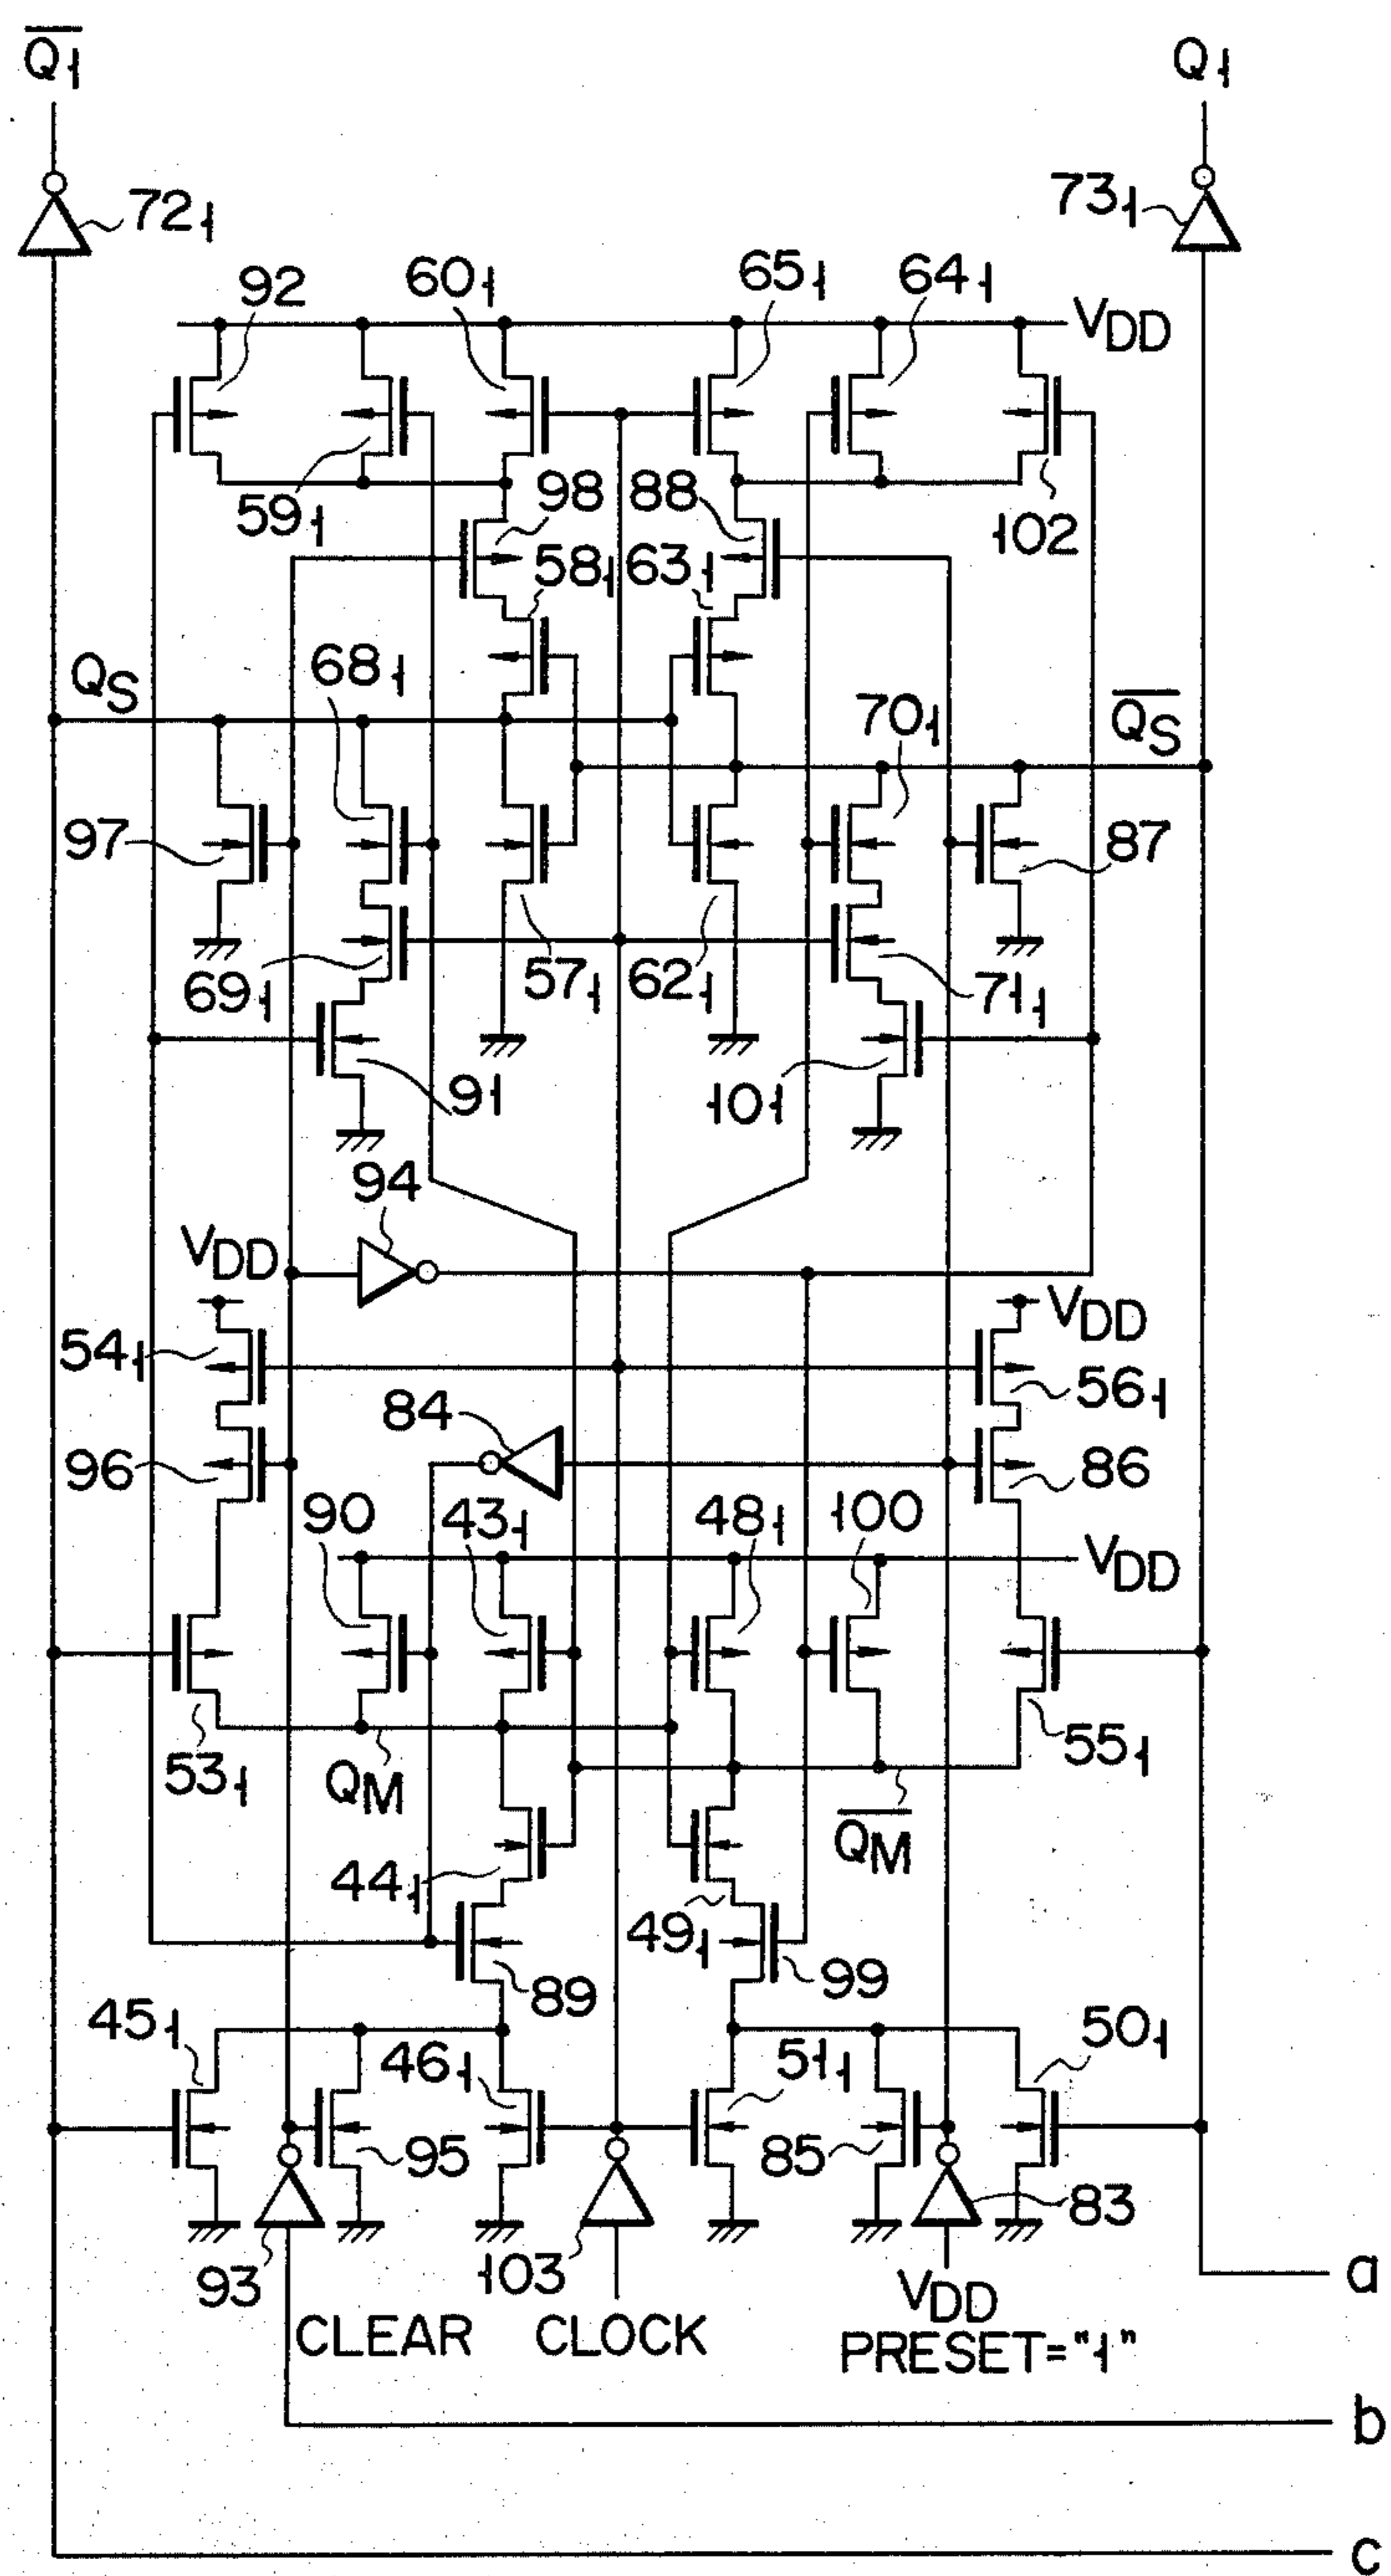 Q̅₁ Q₁
72₁ 73₁
92 60₁ 65₁ 64₁
VDD
59₁ 98 88 102
58₁ 63₁
68₁
QS 70₁ Q̅S̅
97 87
69₁ 57₁ 62₁ 71₁
91 101
94
VDD VDD
54₁ 56₁
84
96 86
90 43₁ 48₁ 100
VDD
53₁ QM 55₁
Q̅M̅
44₁ 49₁
89 99
45₁ 46₁ 51₁ 50₁
95 85 83
93 103 VDD a
CLEAR CLOCK PRESET="1"
b
c